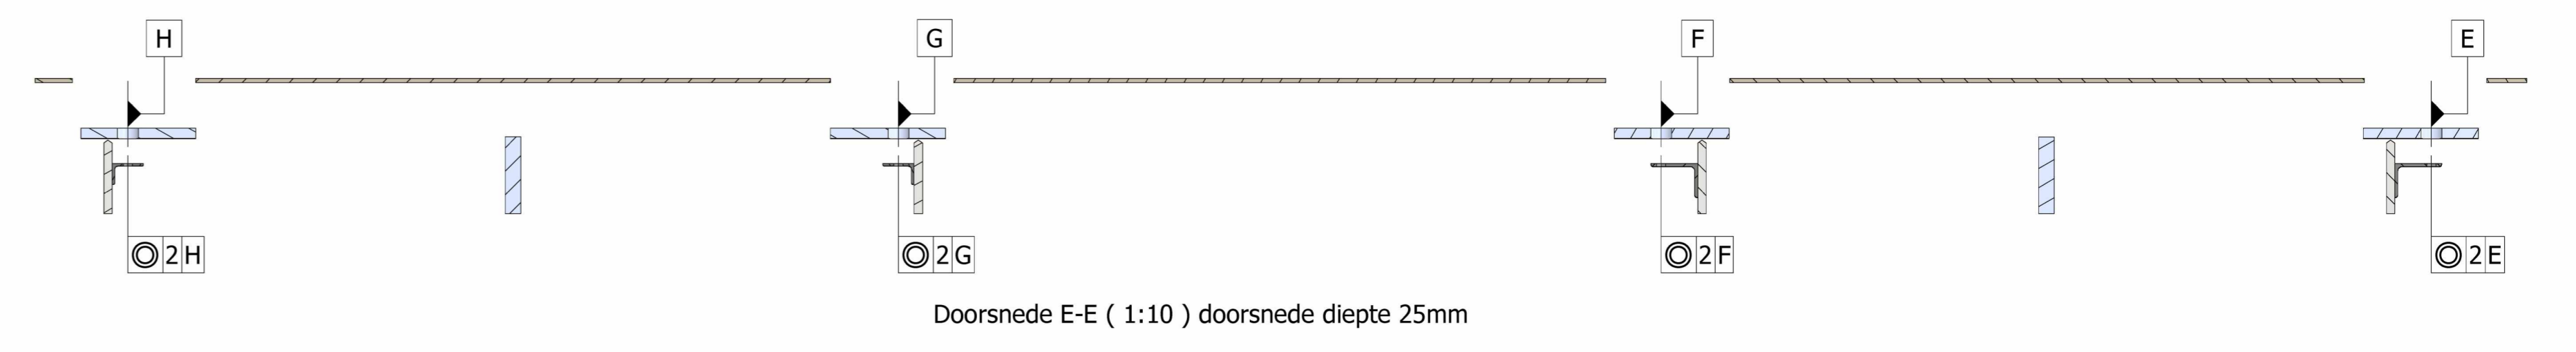 H
G
F
E
◎ 2 H
◎ 2 G
◎ 2 F
◎ 2 E
Doorsnede E-E ( 1:10 ) doorsnede diepte 25mm